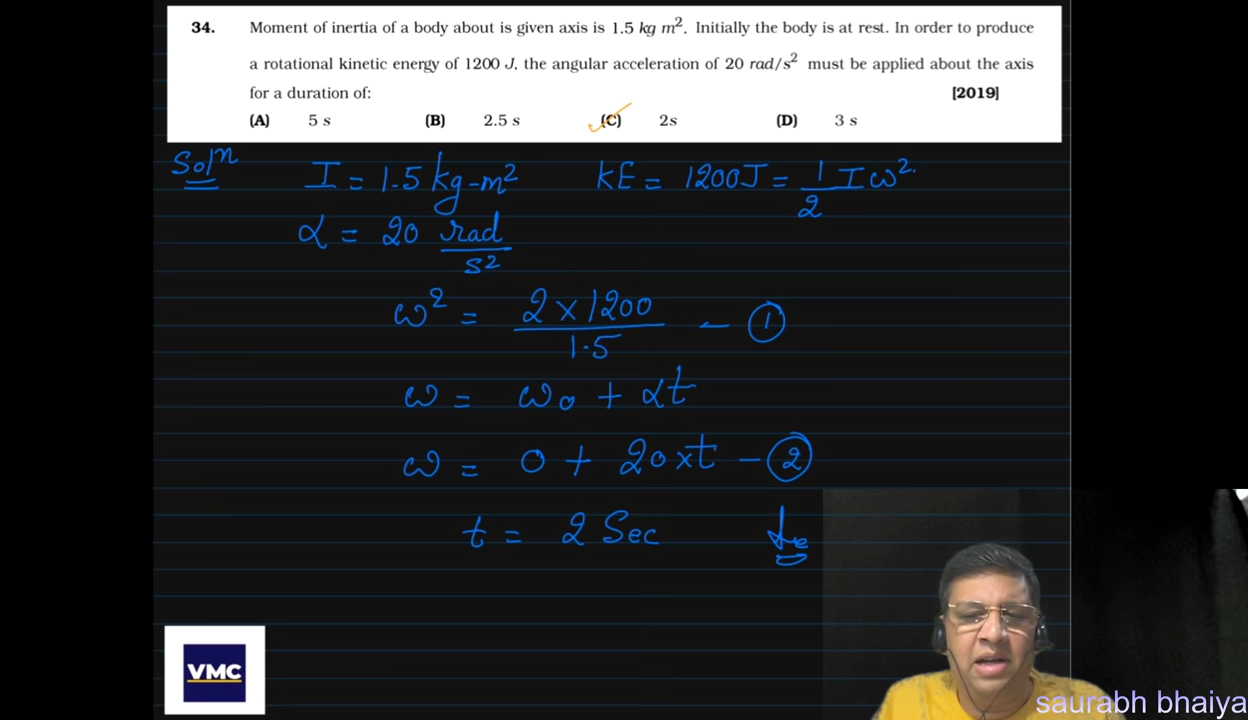 34. Moment of inertia of a body about is given axis is 1.5 kg m². Initially the body is at rest. In order to produce
a rotational kinetic energy of 1200 J, the angular acceleration of 20 rad/s² must be applied about the axis
for a duration of: [2019]
(A) 5 s (B) 2.5 s (C) 2s (D) 3 s
Solⁿ I = 1.5 kg-m² KE = 1200J = 1/2 I ω²
α = 20 rad/s²
ω² = 2 × 1200 / 1.5 — ①
ω = ω₀ + αt
ω = 0 + 20×t — ②
t = 2 Sec
VMC
saurabh bhaiya